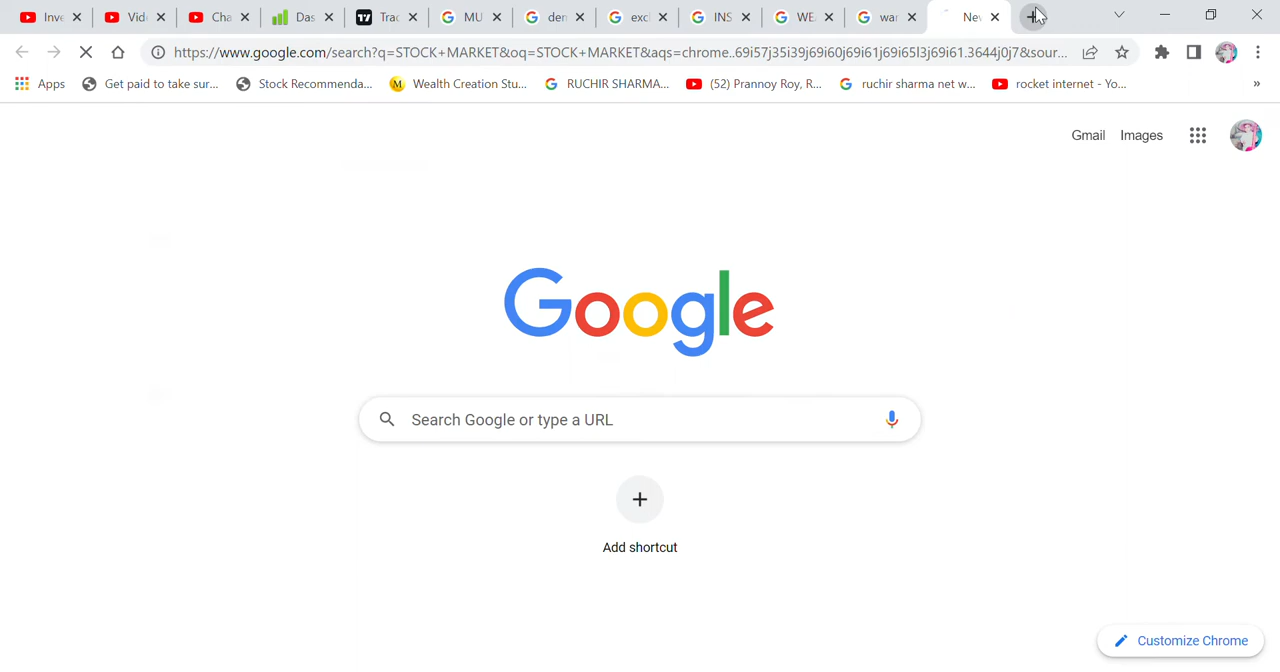 Inve Vid Cha Das Trac MU den excl INS WEA war New
https://www.google.com/search?q=STOCK+MARKET&oq=STOCK+MARKET&aqs=chrome..69i57j35i39j69i60j69i61j69i65l3j69i61.3644j0j7&sour...
Apps Get paid to take sur... Stock Recommenda... M Wealth Creation Stu... RUCHIR SHARMA... (52) Prannoy Roy, R... ruchir sharma net w... rocket internet - Yo... »
Gmail Images
Google
Search Google or type a URL
Add shortcut
Customize Chrome